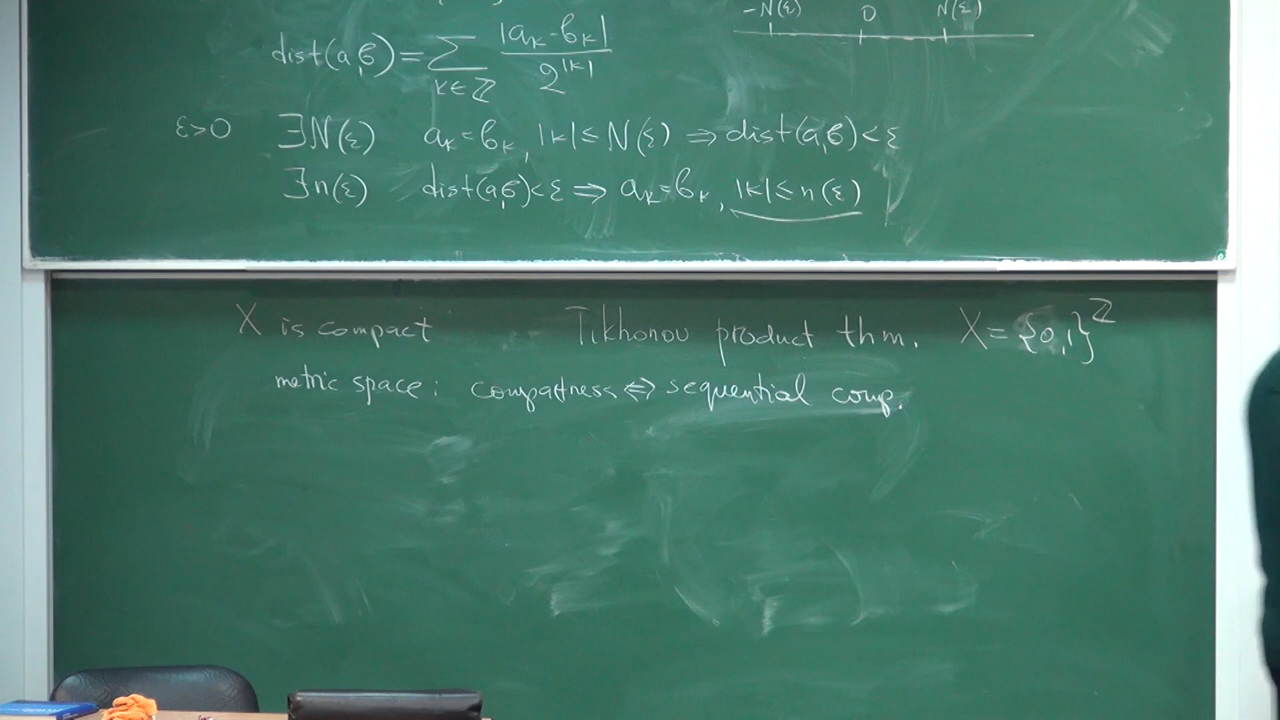 -N(ε) 0 N(ε)
dist(a,b) = ∑_{k∈ℤ} |a_k - b_k| / 2^{|k|}
ε>0 ∃N(ε) a_k = b_k, |k| ≤ N(ε) ⇒ dist(a,b) < ε
∃n(ε) dist(a,b) < ε ⇒ a_k = b_k, |k| ≤ n(ε)
X is compact Tikhonov product thm. X = {0,1}^ℤ
metric space: compactness ⇔ sequential comp.